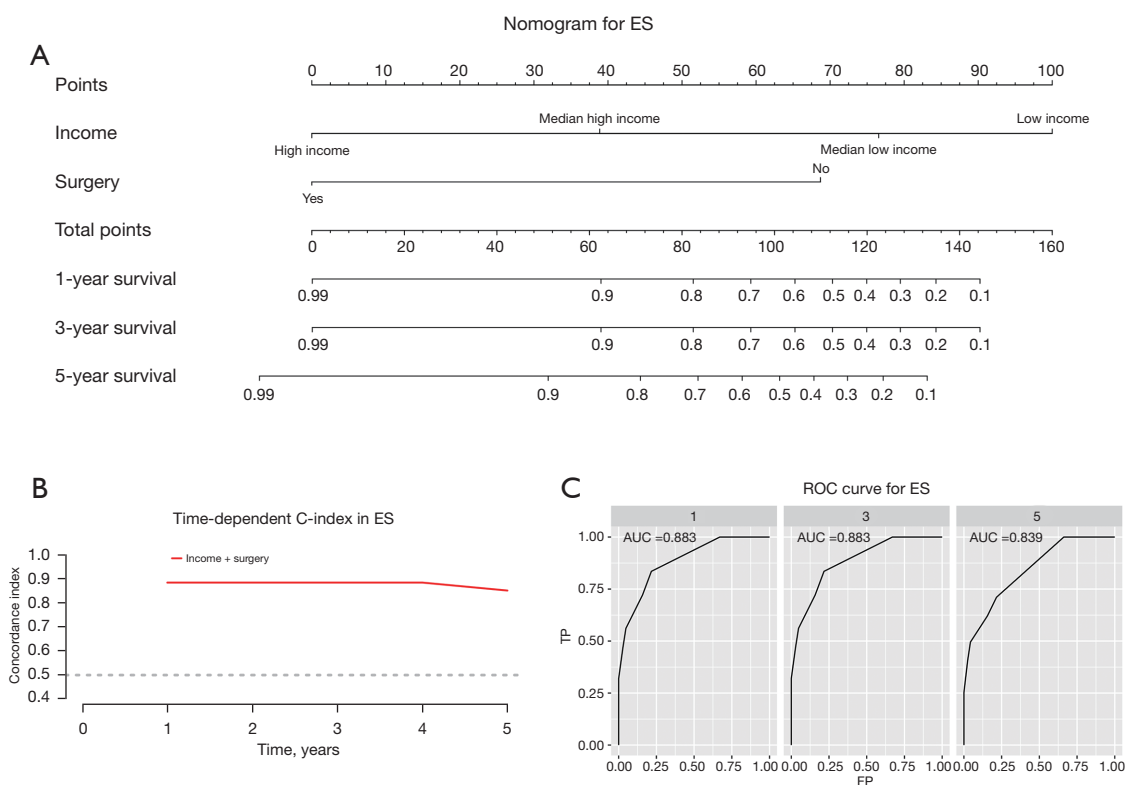 Nomogram for ES
A
Points 0 10 20 30 40 50 60 70 80 90 100
Median high income Low income
Income
High income Median low income
No
Surgery
Yes
Total points
0 20 40 60 80 100 120 140 160
1-year survival
0.99 0.9 0.8 0.7 0.6 0.5 0.4 0.3 0.2 0.1
3-year survival
0.99 0.9 0.8 0.7 0.6 0.5 0.4 0.3 0.2 0.1
5-year survival
0.99 0.9 0.8 0.7 0.6 0.5 0.4 0.3 0.2 0.1
B
Time-dependent C-index in ES
Income + surgery
Concordance index
1.0
0.9
0.8
0.7
0.6
0.5
0.4
0 1 2 3 4 5
Time, years
C
ROC curve for ES
1 3 5
AUC =0.883 AUC =0.883 AUC =0.839
TP
1.00
0.75
0.50
0.25
0.00
0.00 0.25 0.50 0.75 1.00 0.00 0.25 0.50 0.75 1.00 0.00 0.25 0.50 0.75 1.00
FP